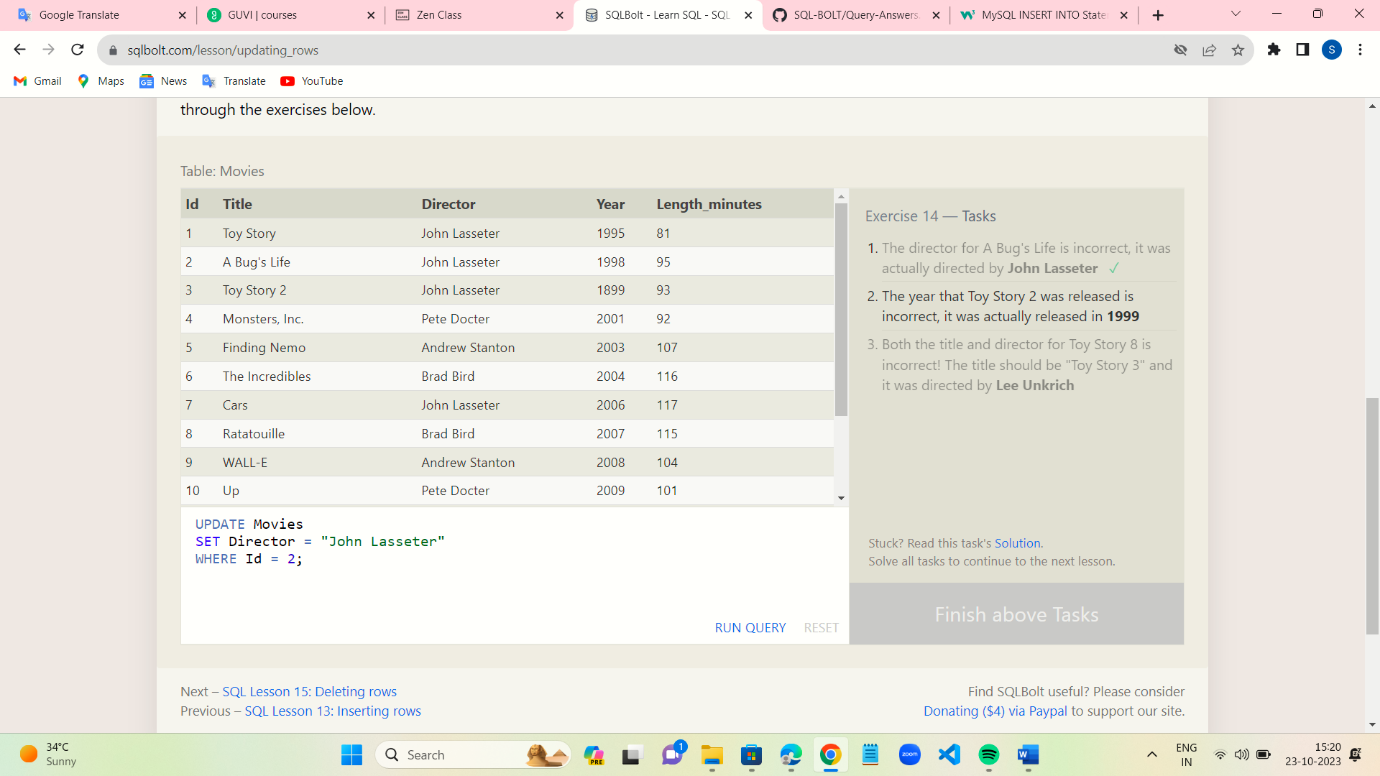 Google Translate
GUVI | courses
Zen Class
SQLBolt - Learn SQL - SQL
SQL-BOLT/Query-Answers.
MySQL INSERT INTO State
sqlbolt.com/lesson/updating_rows
S
Gmail
Maps
News
Translate
YouTube
through the exercises below.
Table: Movies
Id Title Director Year Length_minutes
1 Toy Story John Lasseter 1995 81
2 A Bug's Life John Lasseter 1998 95
3 Toy Story 2 John Lasseter 1899 93
4 Monsters, Inc. Pete Docter 2001 92
5 Finding Nemo Andrew Stanton 2003 107
6 The Incredibles Brad Bird 2004 116
7 Cars John Lasseter 2006 117
8 Ratatouille Brad Bird 2007 115
9 WALL-E Andrew Stanton 2008 104
10 Up Pete Docter 2009 101
Exercise 14 — Tasks
1. The director for A Bug's Life is incorrect, it was
actually directed by John Lasseter ✓
2. The year that Toy Story 2 was released is
incorrect, it was actually released in 1999
3. Both the title and director for Toy Story 8 is
incorrect! The title should be "Toy Story 3" and
it was directed by Lee Unkrich
UPDATE Movies
SET Director = "John Lasseter"
WHERE Id = 2;
RUN QUERY RESET
Stuck? Read this task's Solution.
Solve all tasks to continue to the next lesson.
Finish above Tasks
Next – SQL Lesson 15: Deleting rows
Previous – SQL Lesson 13: Inserting rows
Find SQLBolt useful? Please consider
Donating ($4) via Paypal to support our site.
34°C
Sunny
Search
PRE
1
zoom
W
ENG
IN
15:20
23-10-2023